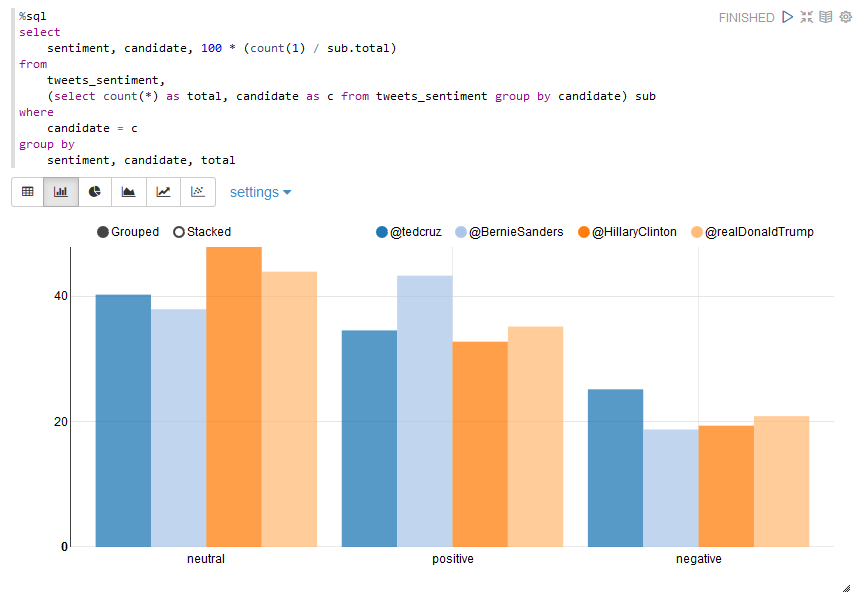 %sql
FINISHED
select
sentiment, candidate, 100 * (count(1) / sub.total)
from
tweets_sentiment,
(select count(*) as total, candidate as c from tweets_sentiment group by candidate) sub
where
candidate = c
group by
sentiment, candidate, total
settings
Grouped Stacked @tedcruz @BernieSanders @HillaryClinton @realDonaldTrump
40
20
0
neutral positive negative